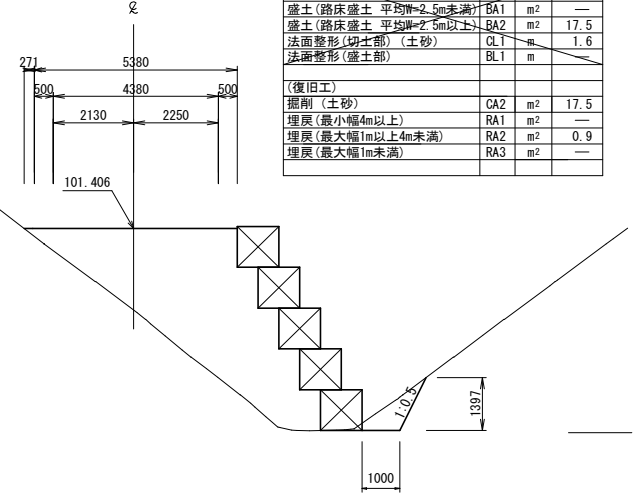 盛土(路床盛土 平均W=2.5m未満) BA1 m2 —
盛土(路床盛土 平均W=2.5m以上) BA2 m2 17.5
法面整形(切土部) (土砂) CL1 m 1.6
法面整形(盛土部) BL1 m —
(復旧工)
掘削 (土砂) CA2 m2 17.5
埋戻(最小幅4m以上) RA1 m2 —
埋戻(最大幅1m以上4m未満) RA2 m2 0.9
埋戻(最大幅1m未満) RA3 m2 —
℄
271 5380
500 4380 500
2130 2250
101.406
1:0.5
1397
1000